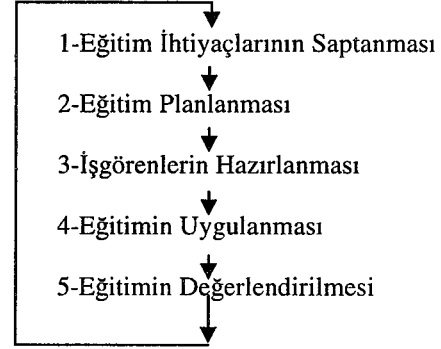 1-Eğitim İhtiyaçlarının Saptanması
2-Eğitim Planlanması
3-İşgörenlerin Hazırlanması
4-Eğitimin Uygulanması
5-Eğitimin Değerlendirilmesi